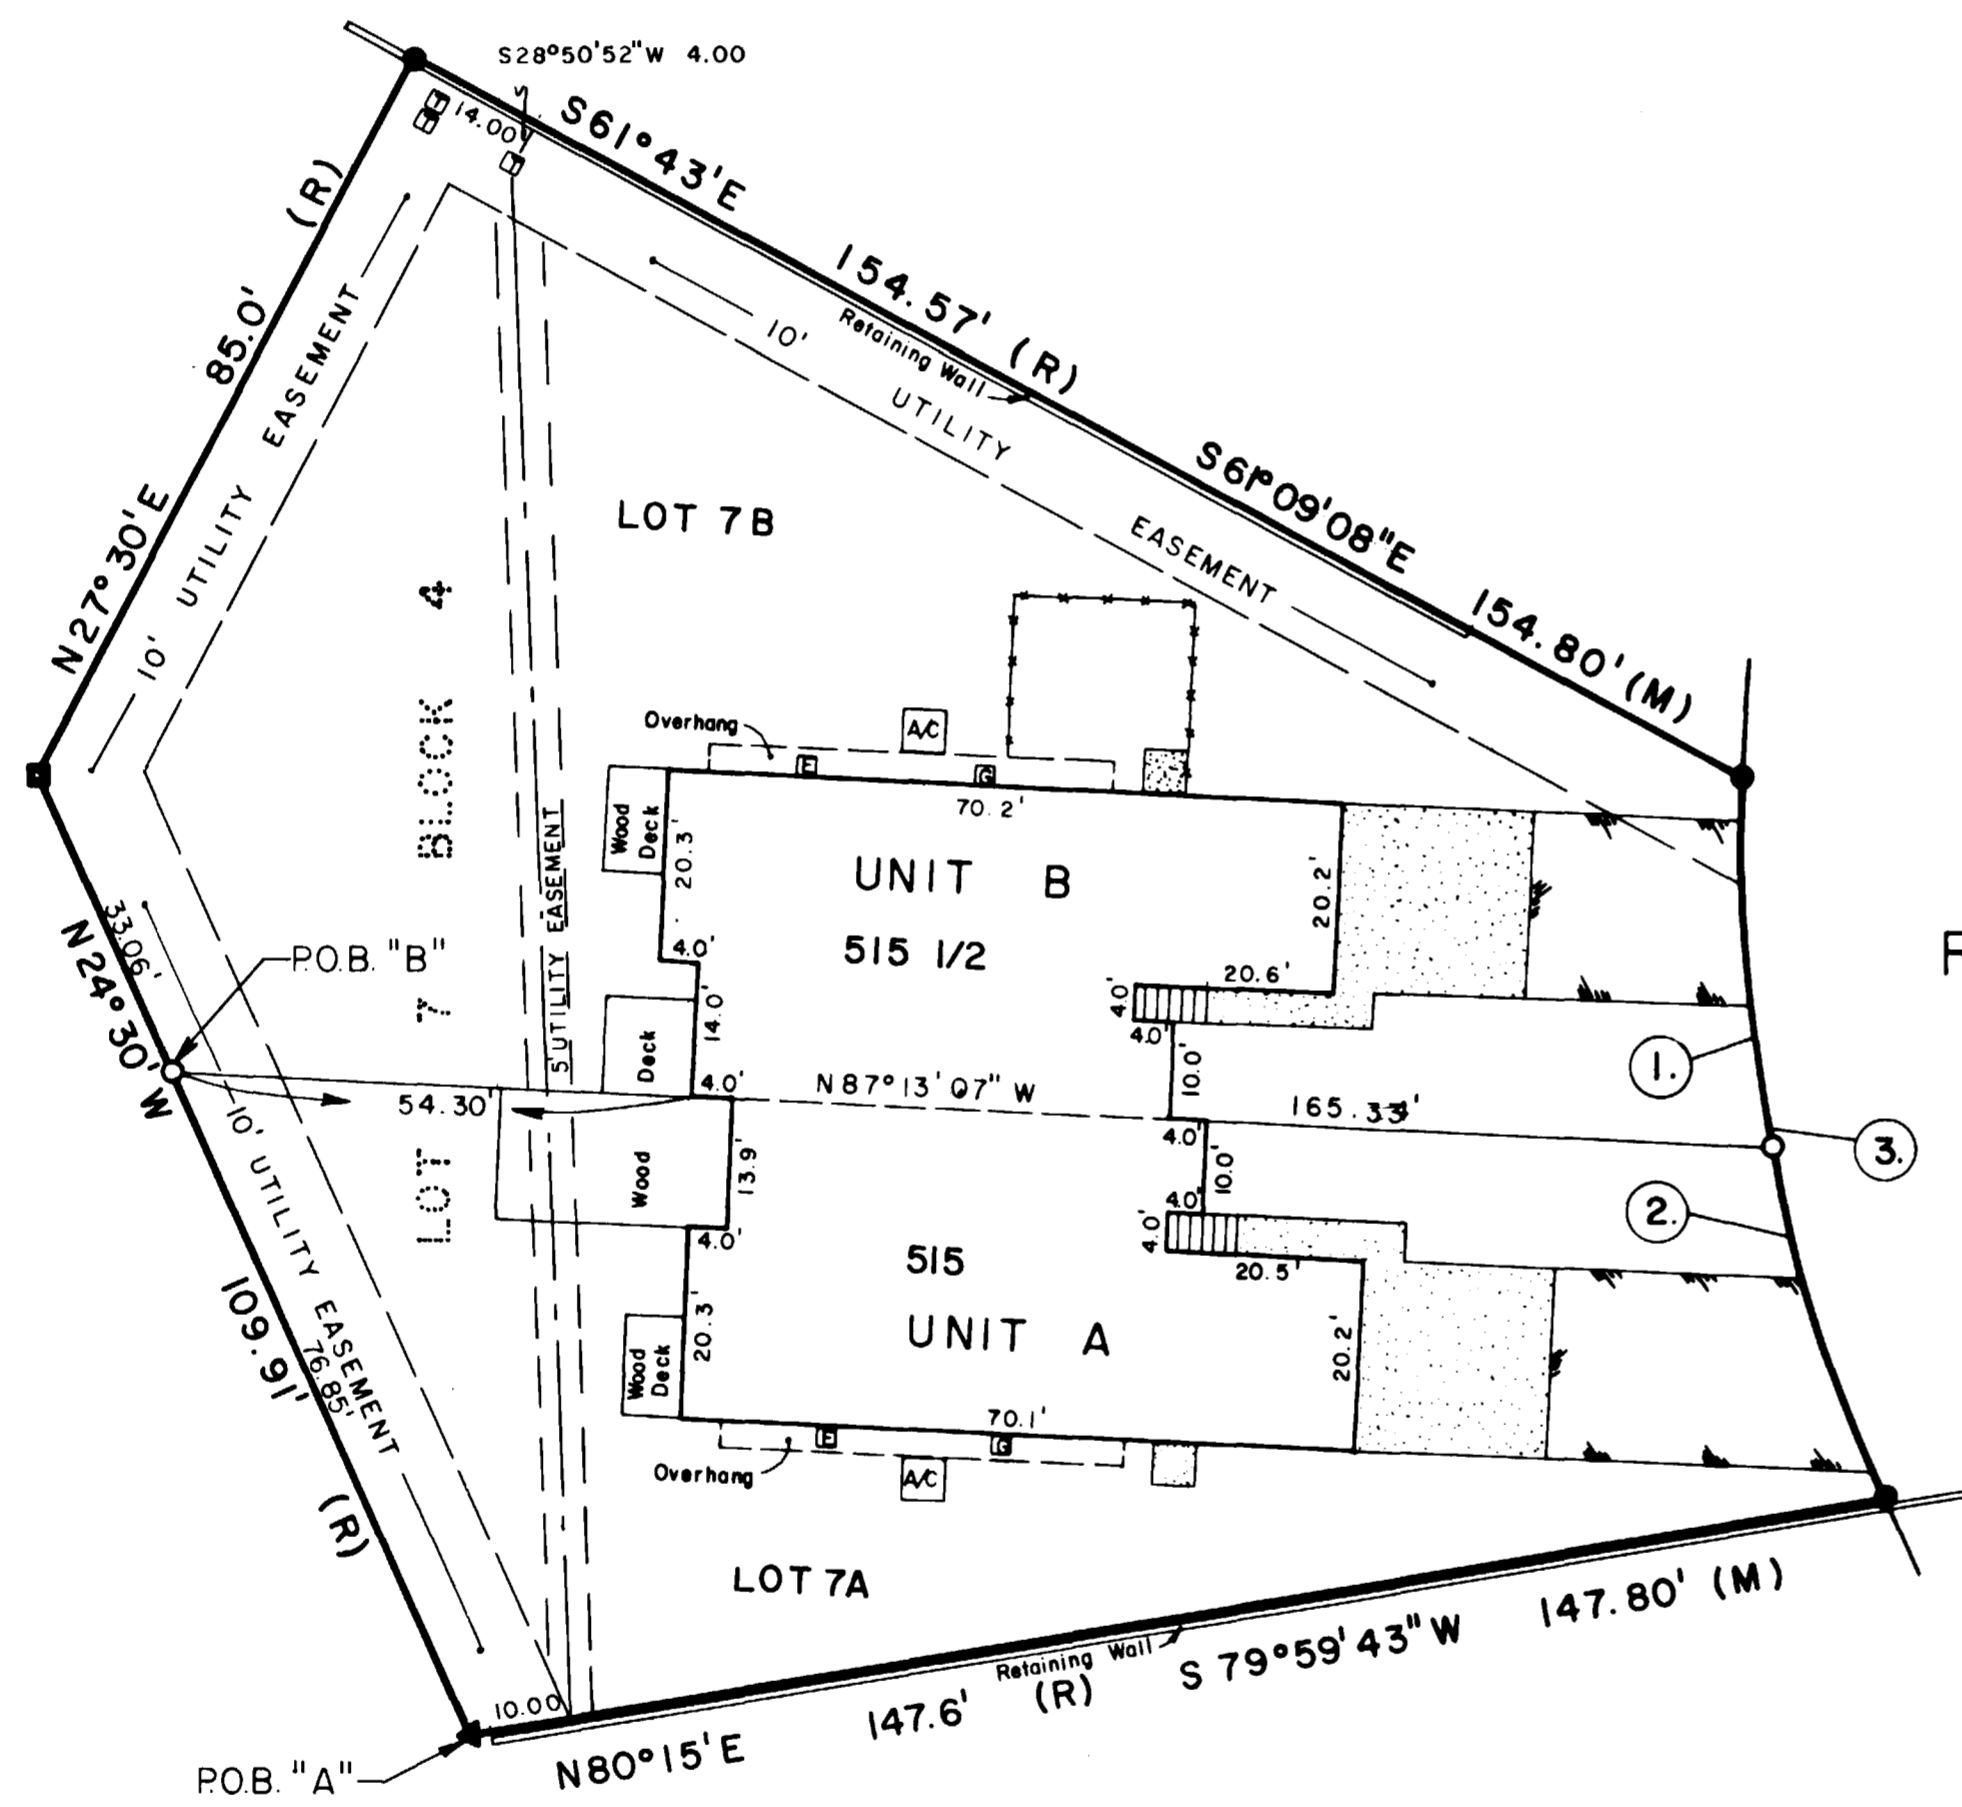 S28°50'52"W 4.00
14.00'
S61°43'E 154.57' (R)
Retaining Wall
S61°09'08"E 154.80' (M)
N27°30'E 85.0' (R)
10' UTILITY EASEMENT
10' UTILITY EASEMENT
LOT 7B
LOT 7 BLOCK 4
5' UTILITY EASEMENT
Overhang
A/C
E
G
70.2'
Wood Deck
20.3'
UNIT B
515 1/2
20.2'
4.0'
20.6'
4.0'
4.0'
14.0'
Deck
10.0'
4.0'
N87°13'07"W
54.30'
4.0'
10.0'
4.0'
4.0'
20.5'
1.
3.
2.
N24°30'W 109.91' (R)
33.06'
P.O.B. "B"
10' UTILITY EASEMENT
76.85'
Wood
13.9'
4.0'
515
UNIT A
20.3'
Wood Deck
20.2'
70.1'
E
G
Overhang
A/C
LOT 7A
10.00
P.O.B. "A"
N80°15'E 147.6' (R)
Retaining Wall
S79°59'43"W 147.80' (M)